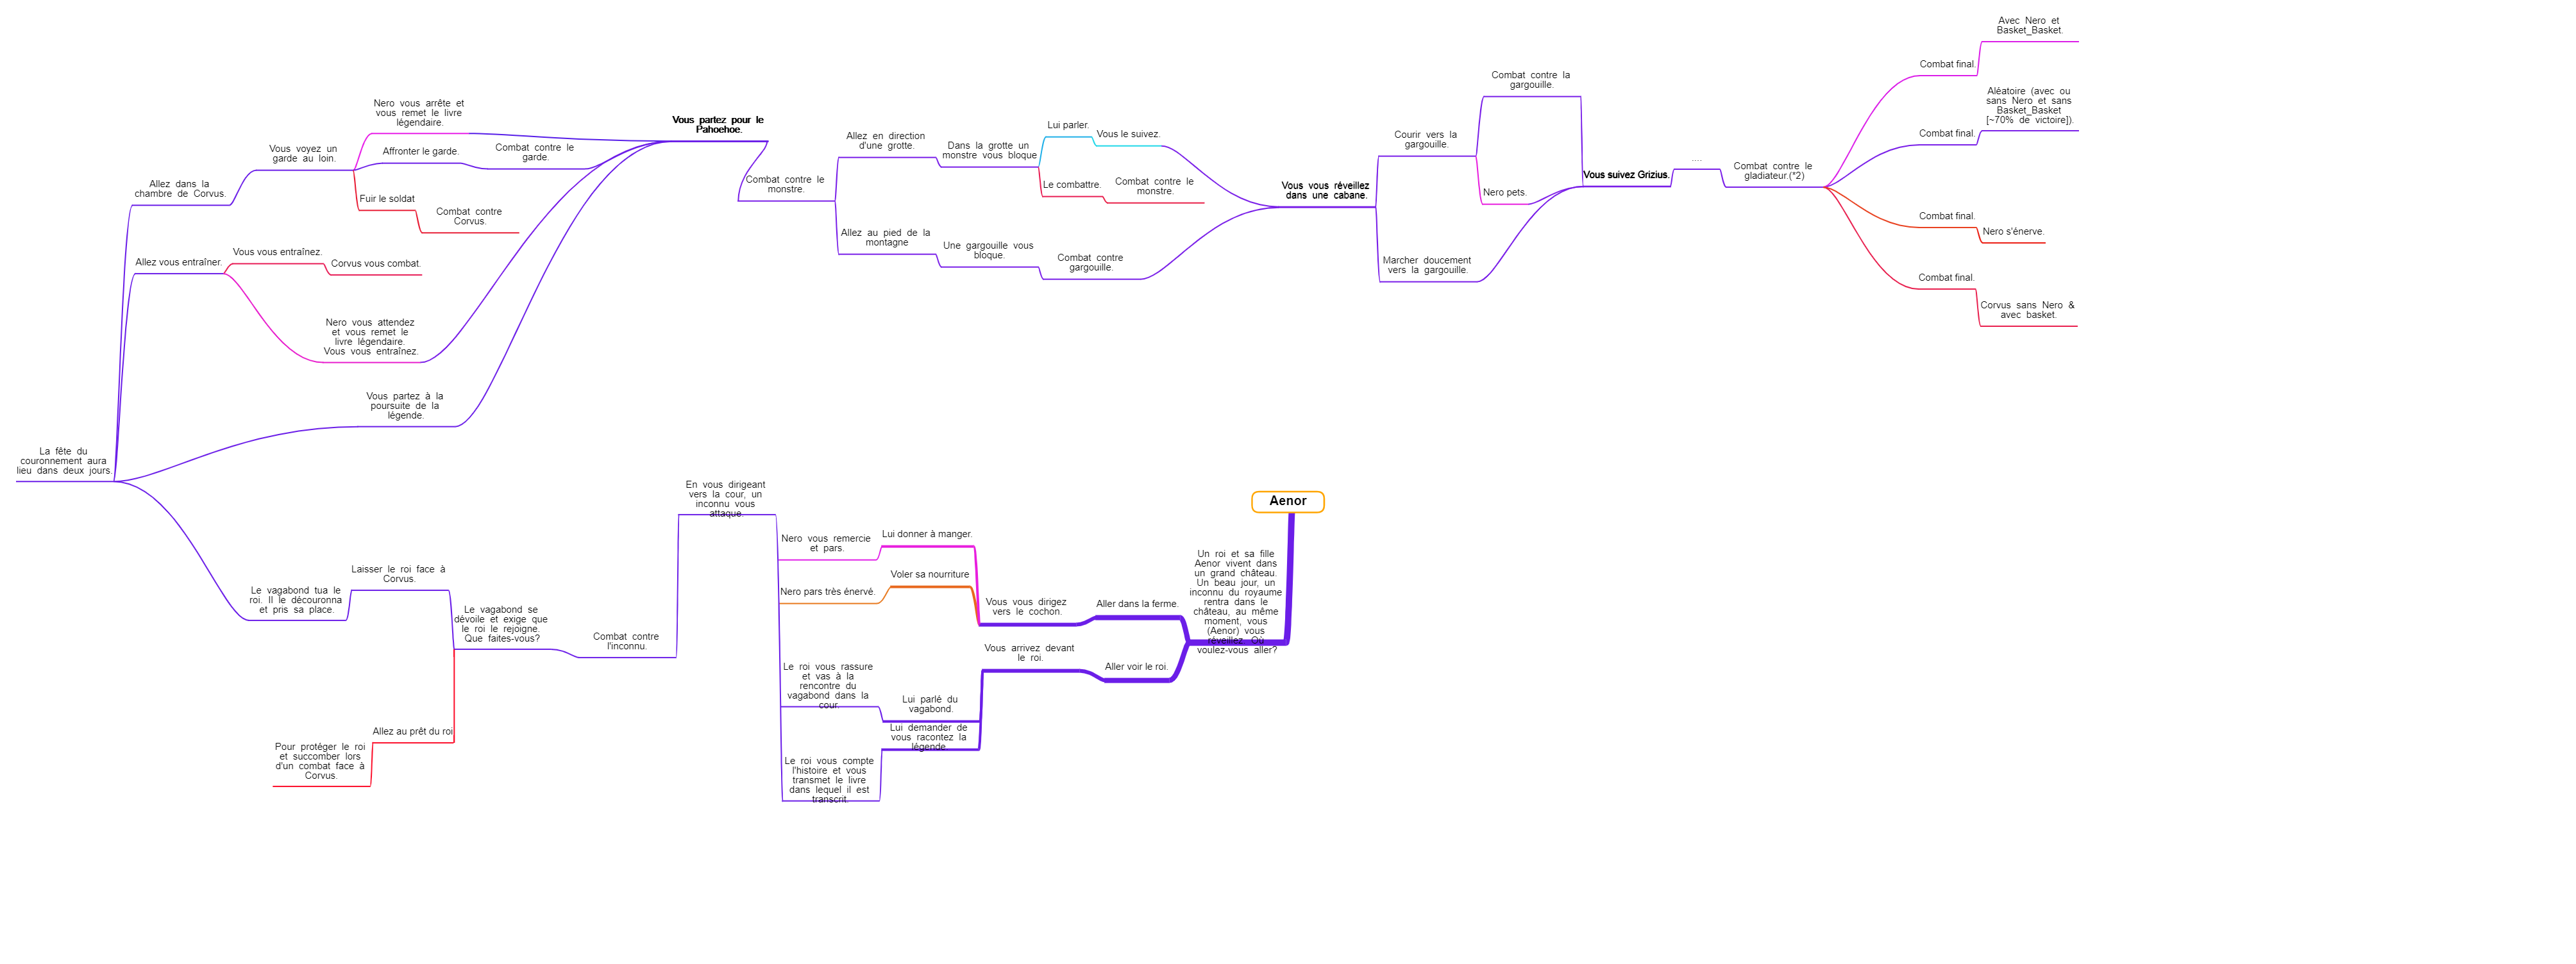 Avec Nero et
Basket_Basket.
Combat final.
Aléatoire (avec ou
sans Nero et sans
Basket_Basket
[~70% de victoire]).
Combat final.
Combat final.
Nero s'énerve.
Combat final.
Corvus sans Nero &
avec basket.
Combat contre la
gargouille.
Courir vers la
gargouille.
Nero pets.
Vous suivez Grizius.
....
Combat contre le
gladiateur.(*2)
Marcher doucement
vers la gargouille.
Vous vous réveillez
dans une cabane.
Vous partez pour le
Pahoehoe.
Combat contre le
monstre.
Allez en direction
d'une grotte.
Dans la grotte un
monstre vous bloque
Lui parler.
Vous le suivez.
Le combattre.
Combat contre le
monstre.
Allez au pied de la
montagne
Une gargouille vous
bloque.
Combat contre
gargouille.
Nero vous arrête et
vous remet le livre
légendaire.
Vous voyez un
garde au loin.
Affronter le garde.
Combat contre le
garde.
Allez dans la
chambre de Corvus.
Fuir le soldat
Combat contre
Corvus.
Allez vous entraîner.
Vous vous entraînez.
Corvus vous combat.
Nero vous attendez
et vous remet le
livre légendaire.
Vous vous entraînez.
Vous partez à la
poursuite de la
légende.
La fête du
couronnement aura
lieu dans deux jours.
Le vagabond tua le
roi. Il le découronna
et pris sa place.
Laisser le roi face à
Corvus.
Le vagabond se
dévoile et exige que
le roi le rejoigne.
Que faites-vous?
Combat contre
l'inconnu.
Allez au prêt du roi
Pour protéger le roi
et succomber lors
d'un combat face à
Corvus.
En vous dirigeant
vers la cour, un
inconnu vous
attaque.
Nero vous remercie
et pars.
Lui donner à manger.
Nero pars très énervé.
Voler sa nourriture
Vous vous dirigez
vers le cochon.
Aller dans la ferme.
Le roi vous rassure
et vas à la
rencontre du
vagabond dans la
cour.
Lui parlé du
vagabond.
Vous arrivez devant
le roi.
Aller voir le roi.
Lui demander de
vous racontez la
légende.
Le roi vous compte
l'histoire et vous
transmet le livre
dans lequel il est
transcrit.
Aenor
Un roi et sa fille
Aenor vivent dans
un grand château.
Un beau jour, un
inconnu du royaume
rentra dans le
château, au même
moment, vous
(Aenor) vous
réveillez. Où
voulez-vous aller?